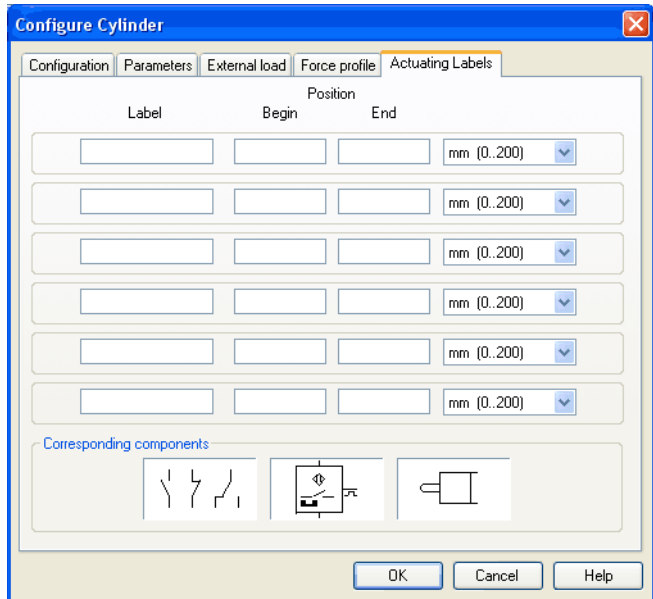 Configure Cylinder
Configuration Parameters External load Force profile Actuating Labels
Position
Label Begin End
mm (0..200)
mm (0..200)
mm (0..200)
mm (0..200)
mm (0..200)
mm (0..200)
Corresponding components
OK Cancel Help